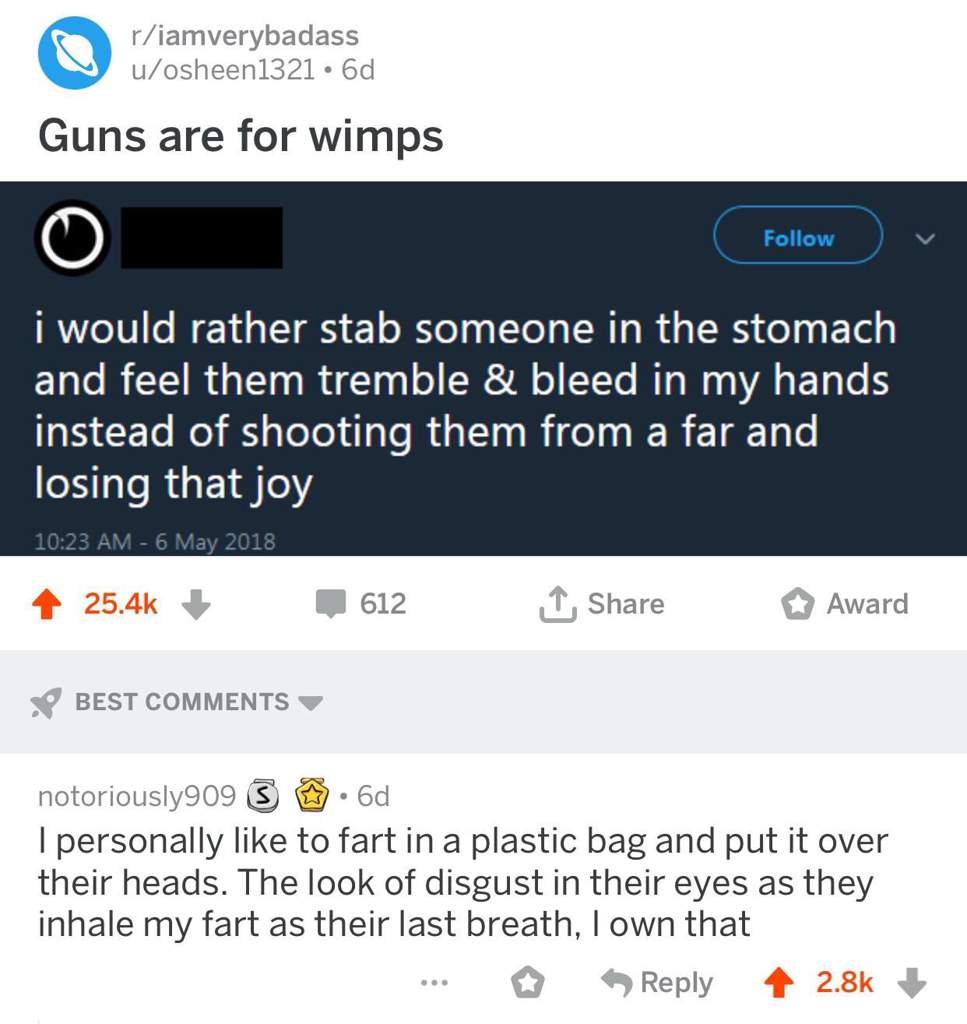 r/iamverybadass
u/osheen1321 • 6d
Guns are for wimps
Follow
i would rather stab someone in the stomach
and feel them tremble & bleed in my hands
instead of shooting them from a far and
losing that joy
10:23 AM - 6 May 2018
25.4k 612 Share Award
BEST COMMENTS
notoriously909 S • 6d
I personally like to fart in a plastic bag and put it over
their heads. The look of disgust in their eyes as they
inhale my fart as their last breath, I own that
... Reply 2.8k